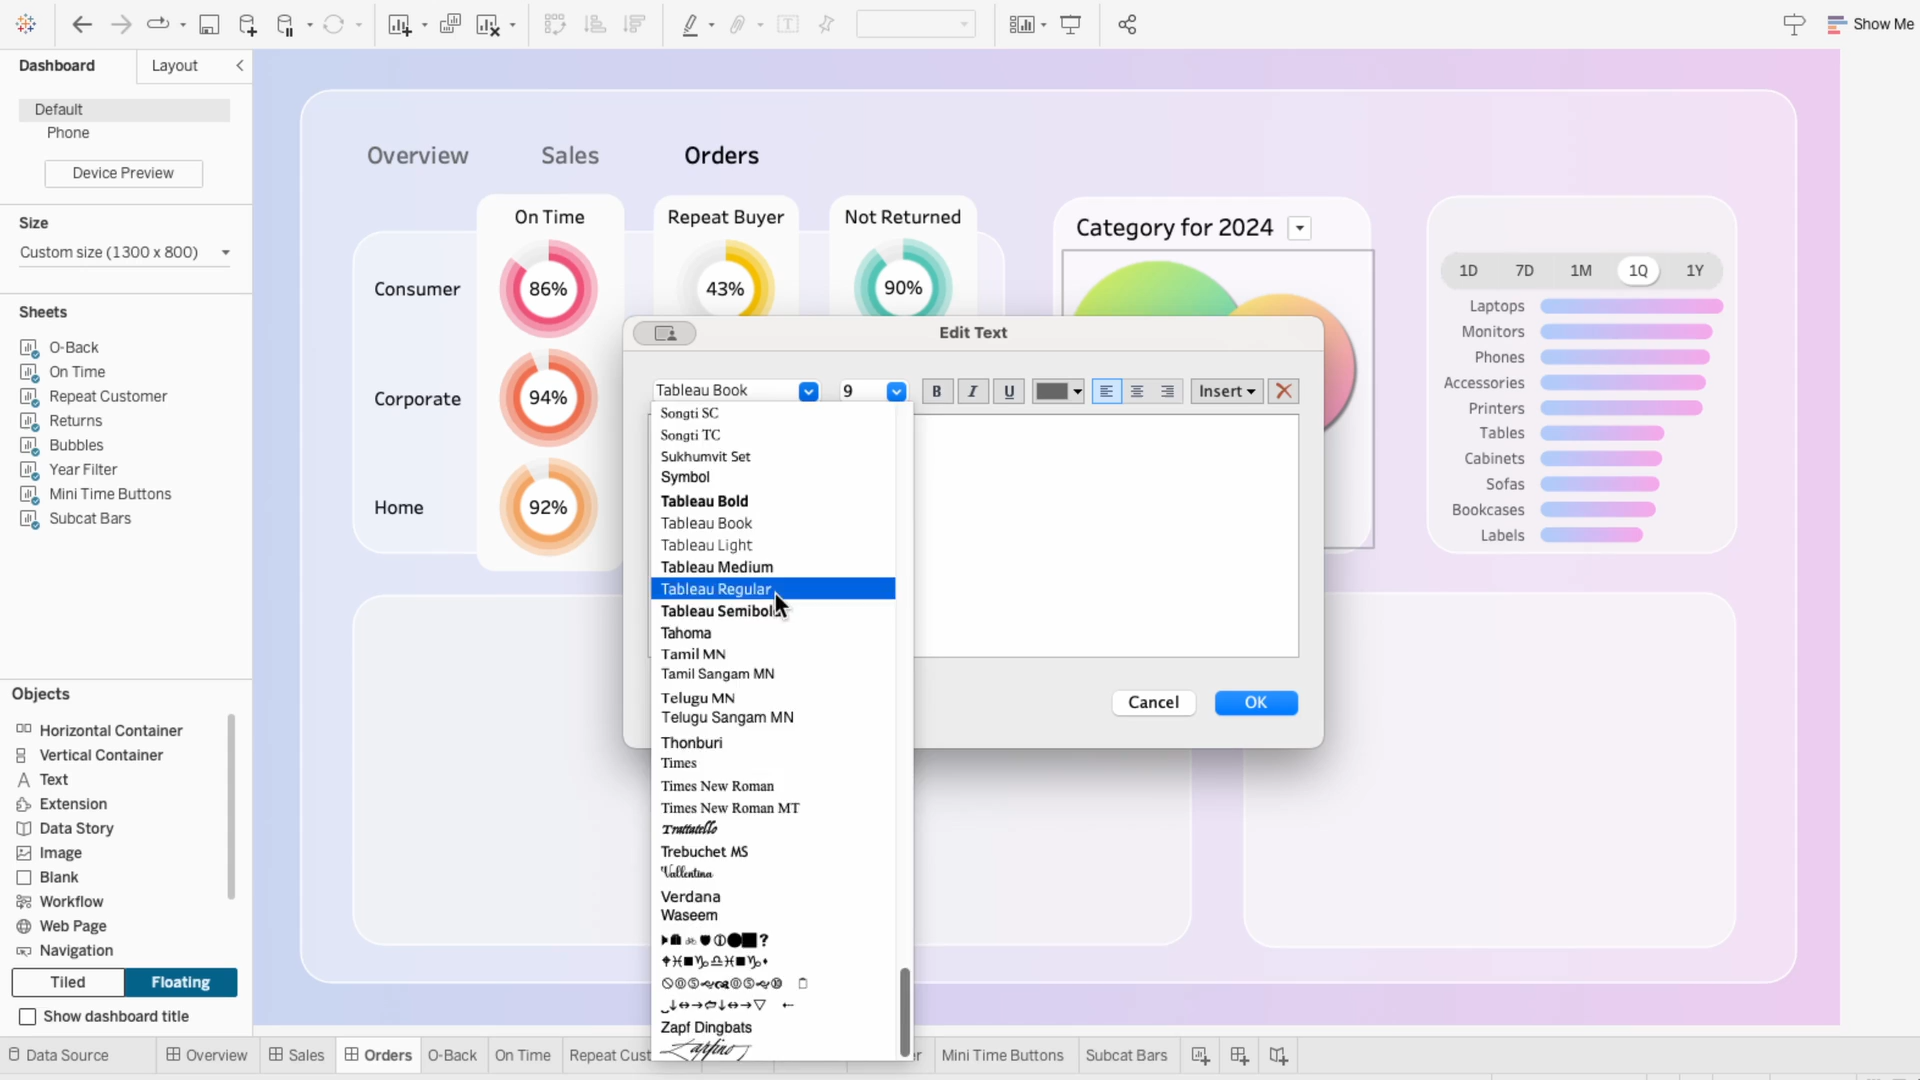 Show Me
Dashboard
Layout
Default
Phone
Device Preview
Size
Custom size (1300 x 800)
Sheets
O-Back
On Time
Repeat Customer
Returns
Bubbles
Year Filter
Mini Time Buttons
Subcat Bars
Objects
Horizontal Container
Vertical Container
Text
Extension
Data Story
Image
Blank
Workflow
Web Page
Navigation
Tiled
Floating
Show dashboard title
Overview
Sales
Orders
On Time
Repeat Buyer
Not Returned
Consumer
86%
43%
90%
Corporate
94%
Home
92%
Category for 2024
1D
7D
1M
1Q
1Y
Laptops
Monitors
Phones
Accessories
Printers
Tables
Cabinets
Sofas
Bookcases
Labels
Edit Text
Tableau Book
9
B
I
U
Insert
Songti SC
Songti TC
Sukhumvit Set
Symbol
Tableau Bold
Tableau Book
Tableau Light
Tableau Medium
Tableau Regular
Tableau Semibold
Tahoma
Tamil MN
Tamil Sangam MN
Telugu MN
Telugu Sangam MN
Thonburi
Times
Times New Roman
Times New Roman MT
Trattatello
Trebuchet MS
Vallentina
Verdana
Waseem
Zapf Dingbats
Zapfino
Cancel
OK
Data Source
Overview
Sales
Orders
O-Back
On Time
Repeat Cust
Mini Time Buttons
Subcat Bars